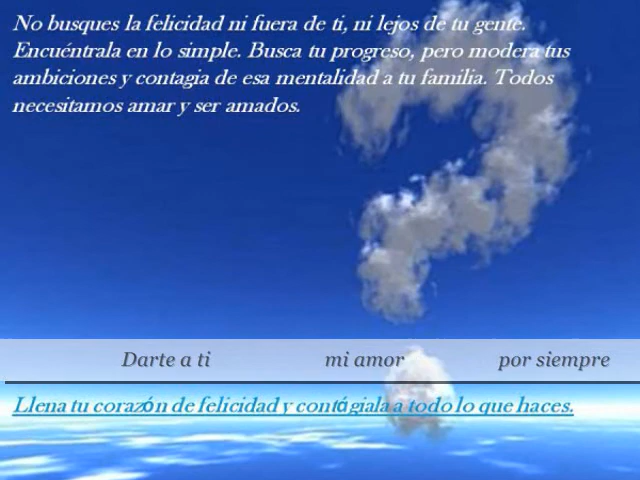 No busques la felicidad ni fuera de ti, ni lejos de tu gente.
Encuéntrala en lo simple. Busca tu progreso, pero modera tus
ambiciones y contagia de esa mentalidad a tu familia. Todos
necesitamos amar y ser amados.
Darte a ti mi amor por siempre
Llena tu corazón de felicidad y contágiala a todo lo que haces.